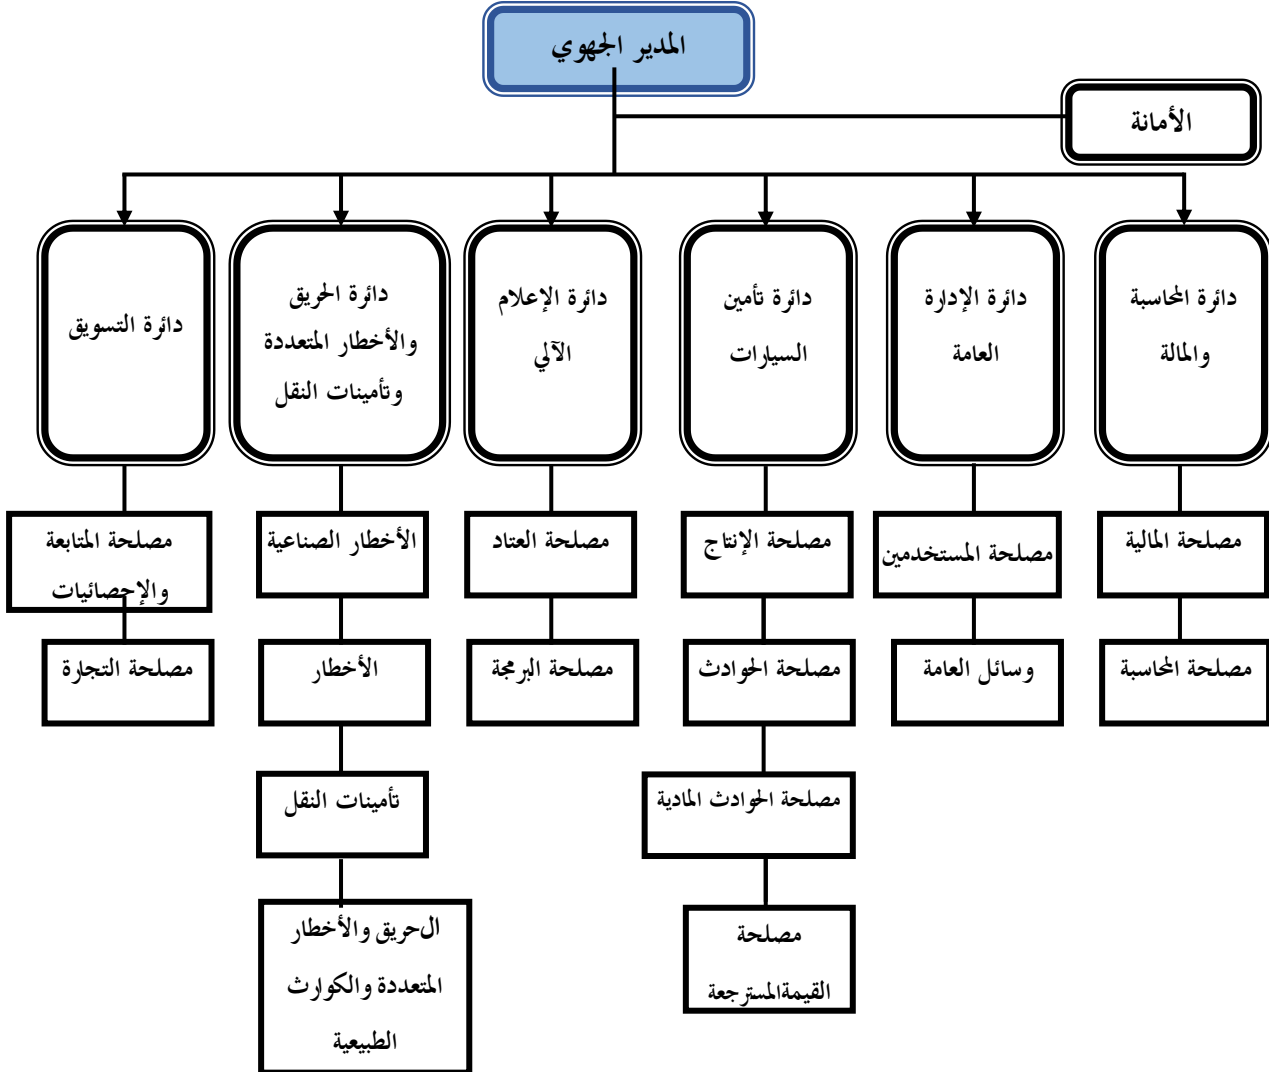 المدير الجهوي
الأمانة
دائرة المحاسبة
والمالة
دائرة الإدارة
العامة
دائرة تأمين
السيارات
دائرة الإعلام
الآلي
دائرة الحريق
والأخطار المتعددة
وتأمينات النقل
دائرة التسويق
مصلحة المالية
مصلحة المستخدمين
مصلحة الإنتاج
مصلحة العتاد
الأخطار الصناعية
مصلحة المتابعة
والإحصائيات
مصلحة المحاسبة
وسائل العامة
مصلحة الحوادث
مصلحة البرمجة
الأخطار
مصلحة التجارة
مصلحة الحوادث المادية
تأمينات النقل
مصلحة
القيمةالمسترجعة
الحريق والأخطار
المتعددة والكوارث
الطبيعية